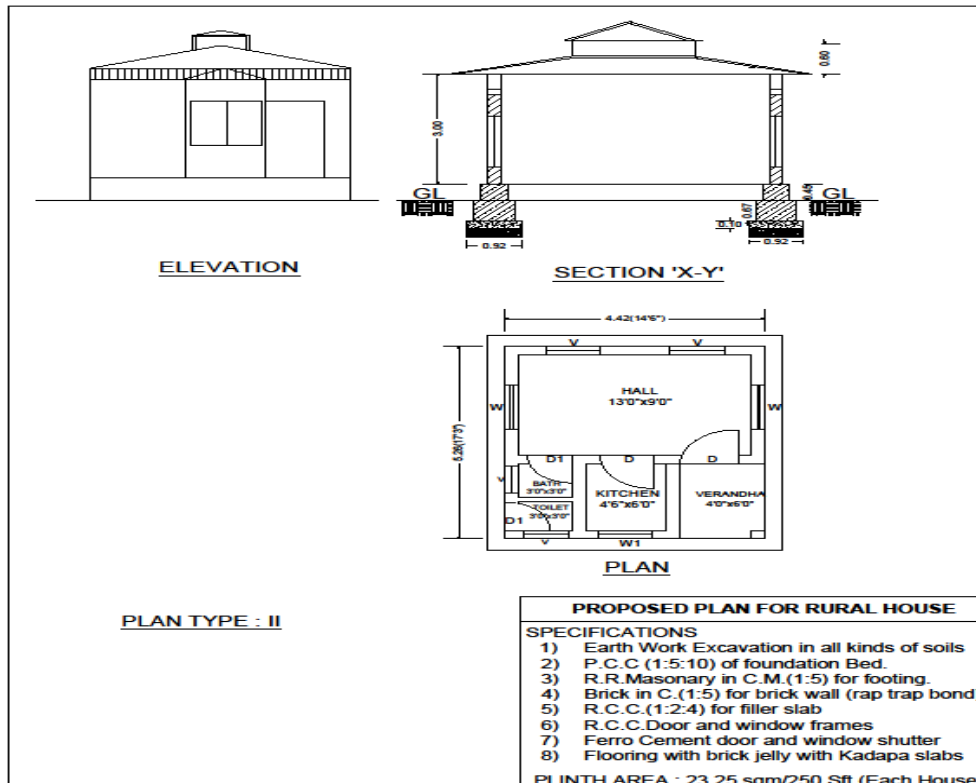 0.60
3.00
GL
GL
0.45
0.67
0.10
0.92
0.92
ELEVATION
SECTION 'X-Y'
4.42(14'6")
V
V
HALL
13'0"x9'0"
W
W
5.26(17'3")
D1
D
D
V
BATH
3'0"x3'0"
KITCHEN
4'6"x6'0"
VERANDHA
4'0"x6'0"
TOILET
3'0"x3'0"
D1
V
W1
PLAN
PLAN TYPE : II
PROPOSED PLAN FOR RURAL HOUSE
SPECIFICATIONS
1) Earth Work Excavation in all kinds of soils
2) P.C.C (1:5:10) of foundation Bed.
3) R.R.Masonary in C.M.(1:5) for footing.
4) Brick in C.(1:5) for brick wall (rap trap bond)
5) R.C.C.(1:2:4) for filler slab
6) R.C.C.Door and window frames
7) Ferro Cement door and window shutter
8) Flooring with brick jelly with Kadapa slabs
PLINTH AREA : 23.25 sqm/250 Sft (Each House